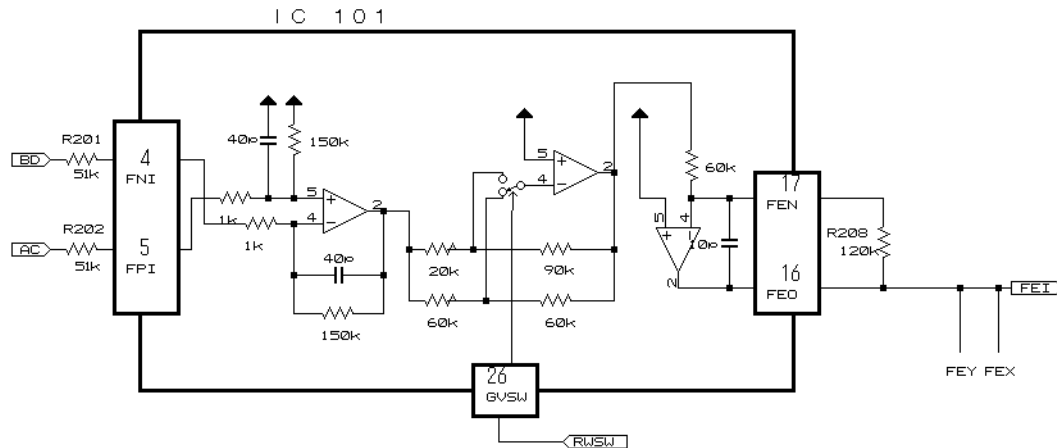 IC 101
R201
BD
51k
4
FNI
R202
AC
51k
5
FPI
40p
150k
1k
1k
5
+
4
-
2
40p
150k
20k
60k
90k
60k
5
+
4
-
2
60k
5
+
4
-
2
10p
17
FEN
16
FEO
R208
120k
FEI
FEY FEX
26
GVSW
RWSW